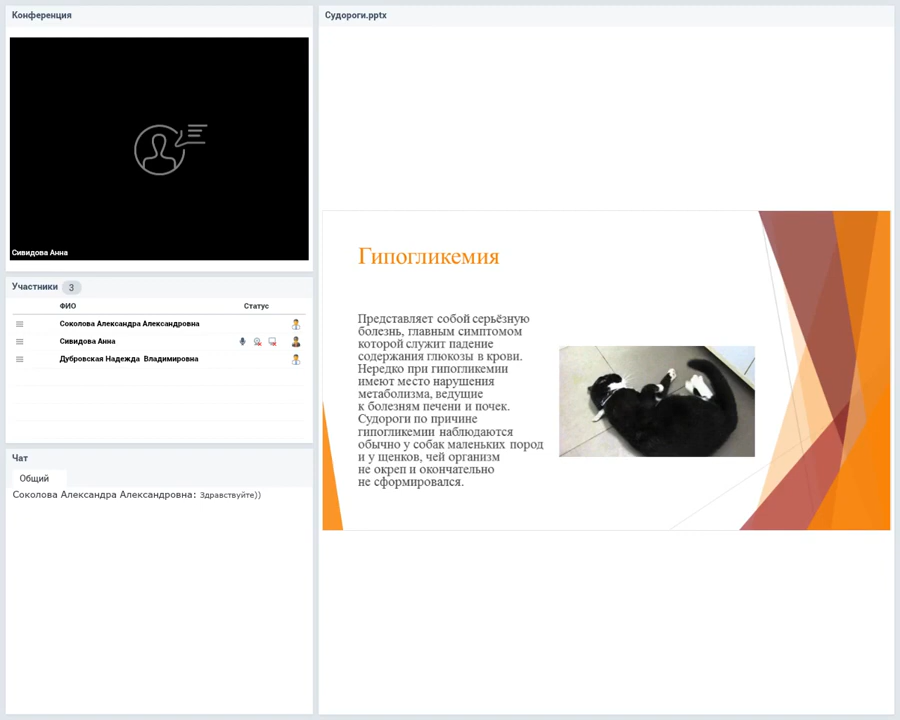 Конференция
Сивидова Анна
Участники 3
ФИО Статус
Соколова Александра Александровна
Сивидова Анна
Дубровская Надежда Владимировна
Чат
Общий
Соколова Александра Александровна: Здравствуйте))
Судороги.pptx
Гипогликемия
Представляет собой серьёзную
болезнь, главным симптомом
которой служит падение
содержания глюкозы в крови.
Нередко при гипогликемии
имеют место нарушения
метаболизма, ведущие
к болезням печени и почек.
Судороги по причине
гипогликемии наблюдаются
обычно у собак маленьких пород
и у щенков, чей организм
не окреп и окончательно
не сформировался.